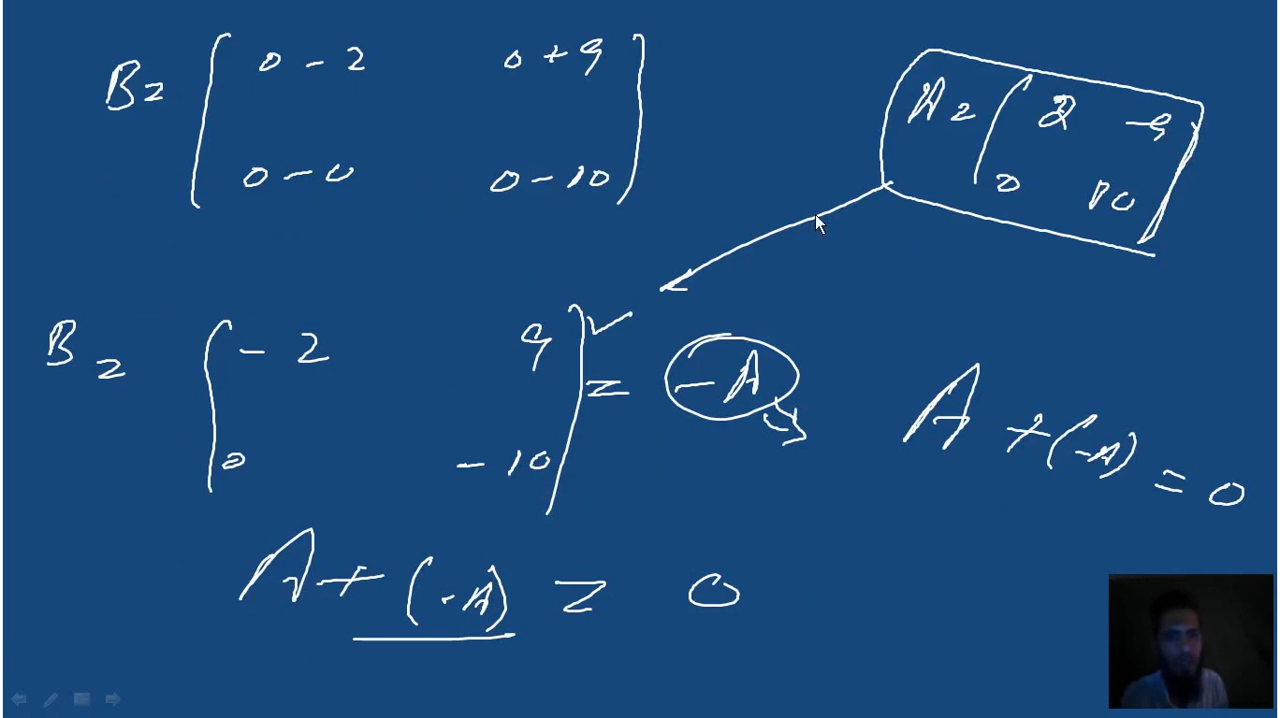 B = [ 0 - 2 0 + 9
0 - 0 0 - 10 ]
A = [ 2 -9
0 10 ]
B = [ - 2 9
0 - 10 ] = - A
A + (-A) = 0
A + (-A) = 0